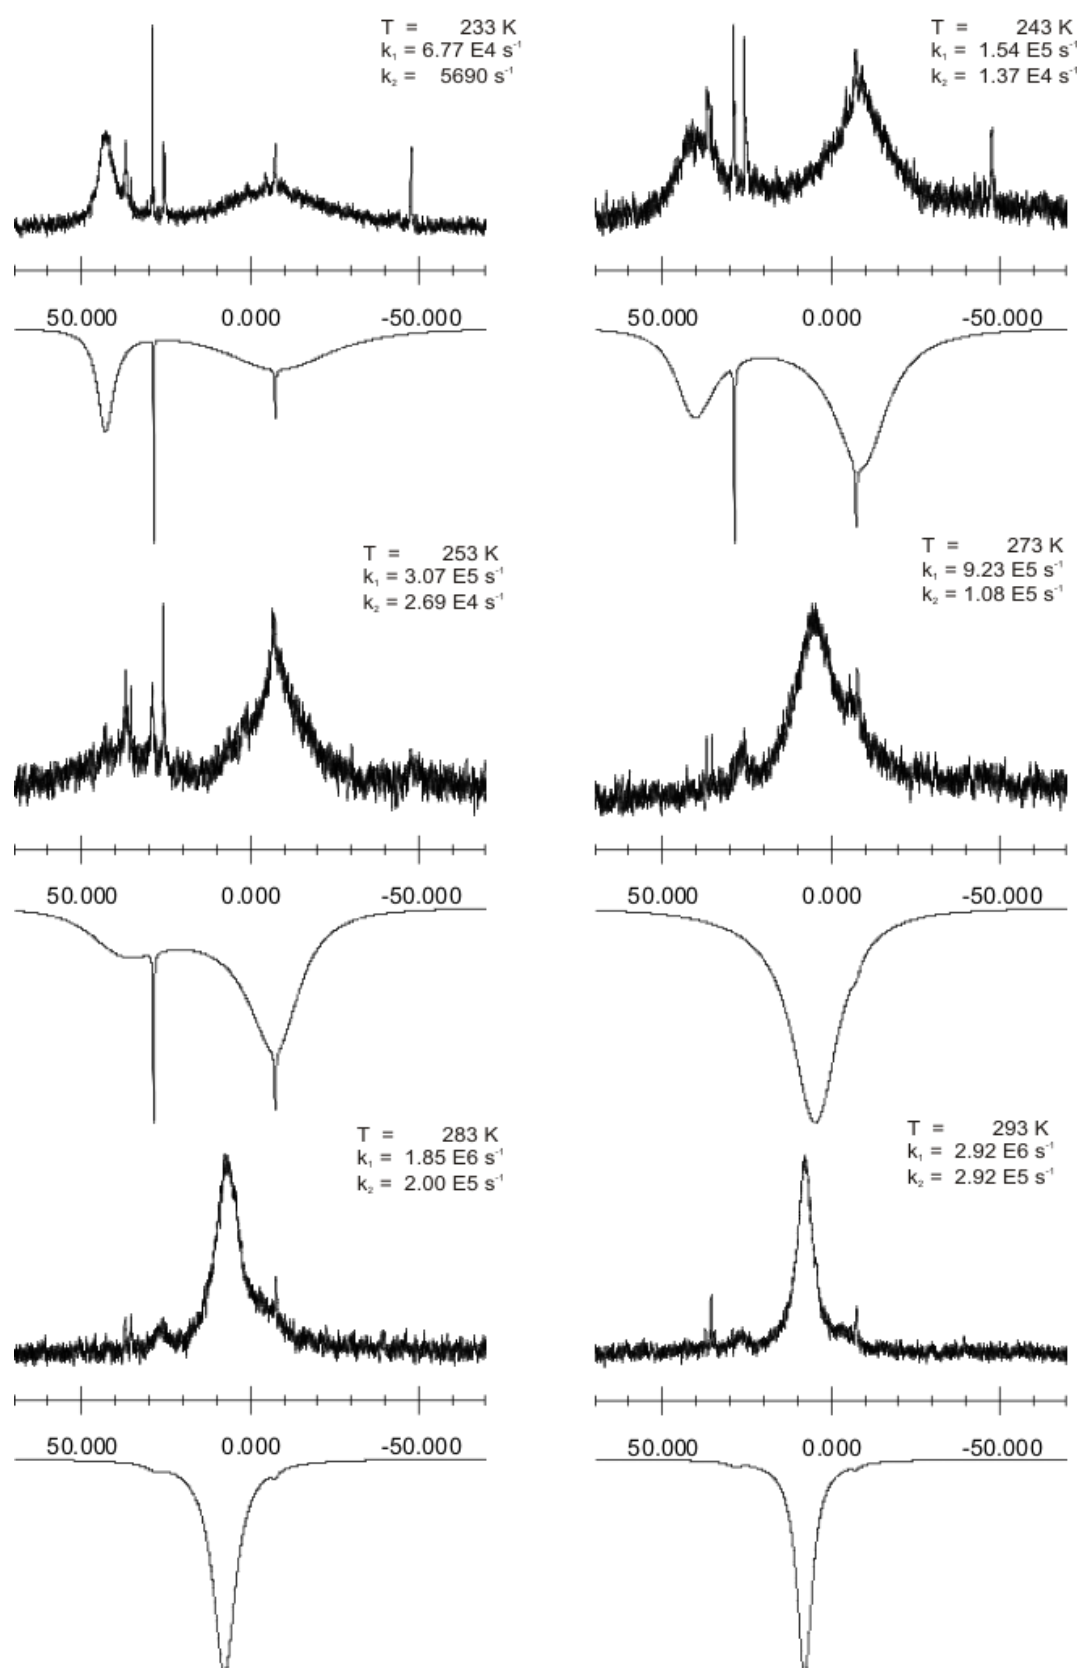 T = 233 K
k₁ = 6.77 E4 s⁻¹
k₂ = 5690 s⁻¹
50.000 0.000 -50.000
T = 243 K
k₁ = 1.54 E5 s⁻¹
k₂ = 1.37 E4 s⁻¹
50.000 0.000 -50.000
T = 253 K
k₁ = 3.07 E5 s⁻¹
k₂ = 2.69 E4 s⁻¹
50.000 0.000 -50.000
T = 273 K
k₁ = 9.23 E5 s⁻¹
k₂ = 1.08 E5 s⁻¹
50.000 0.000 -50.000
T = 283 K
k₁ = 1.85 E6 s⁻¹
k₂ = 2.00 E5 s⁻¹
50.000 0.000 -50.000
T = 293 K
k₁ = 2.92 E6 s⁻¹
k₂ = 2.92 E5 s⁻¹
50.000 0.000 -50.000